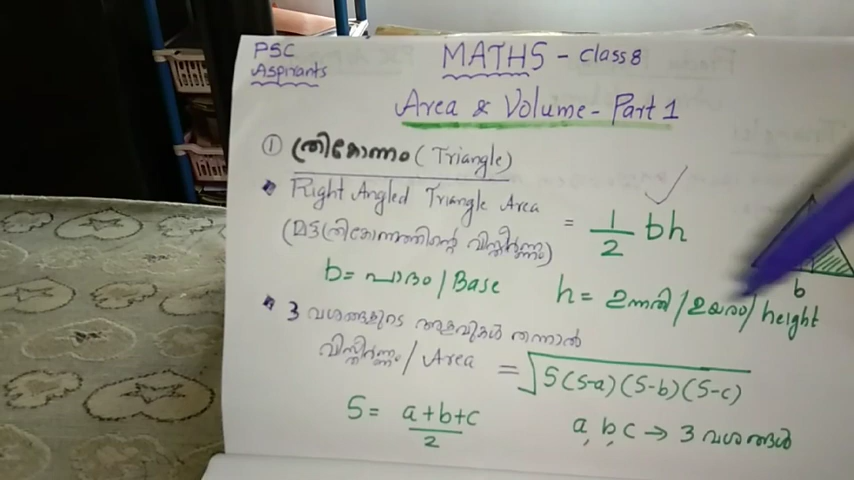 PSC
Aspirants
MATHS - Class 8
Area & Volume - Part 1
① ത്രികോണം (Triangle)
Right Angled Triangle Area
(മട്ടത്രികോണത്തിന്റെ വിസ്തീർണ്ണം) = 1/2 bh
b = പാദം / Base
h = ഉന്നതി / ഉയരം / height
b
3 വശങ്ങളുടെ അളവുകൾ തന്നാൽ
വിസ്തീർണ്ണം / Area = √S(S-a)(S-b)(S-c)
S = a+b+c/2
a, b, c → 3 വശങ്ങൾ